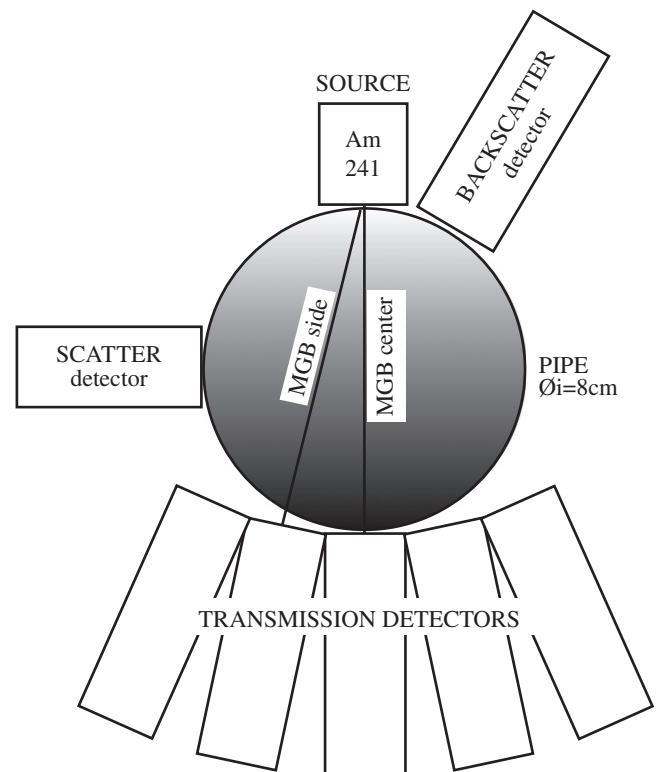 SOURCE
Am
241
BACKSCATTER
detector
MGB side
MGB center
SCATTER
detector
PIPE
Øi=8cm
TRANSMISSION DETECTORS